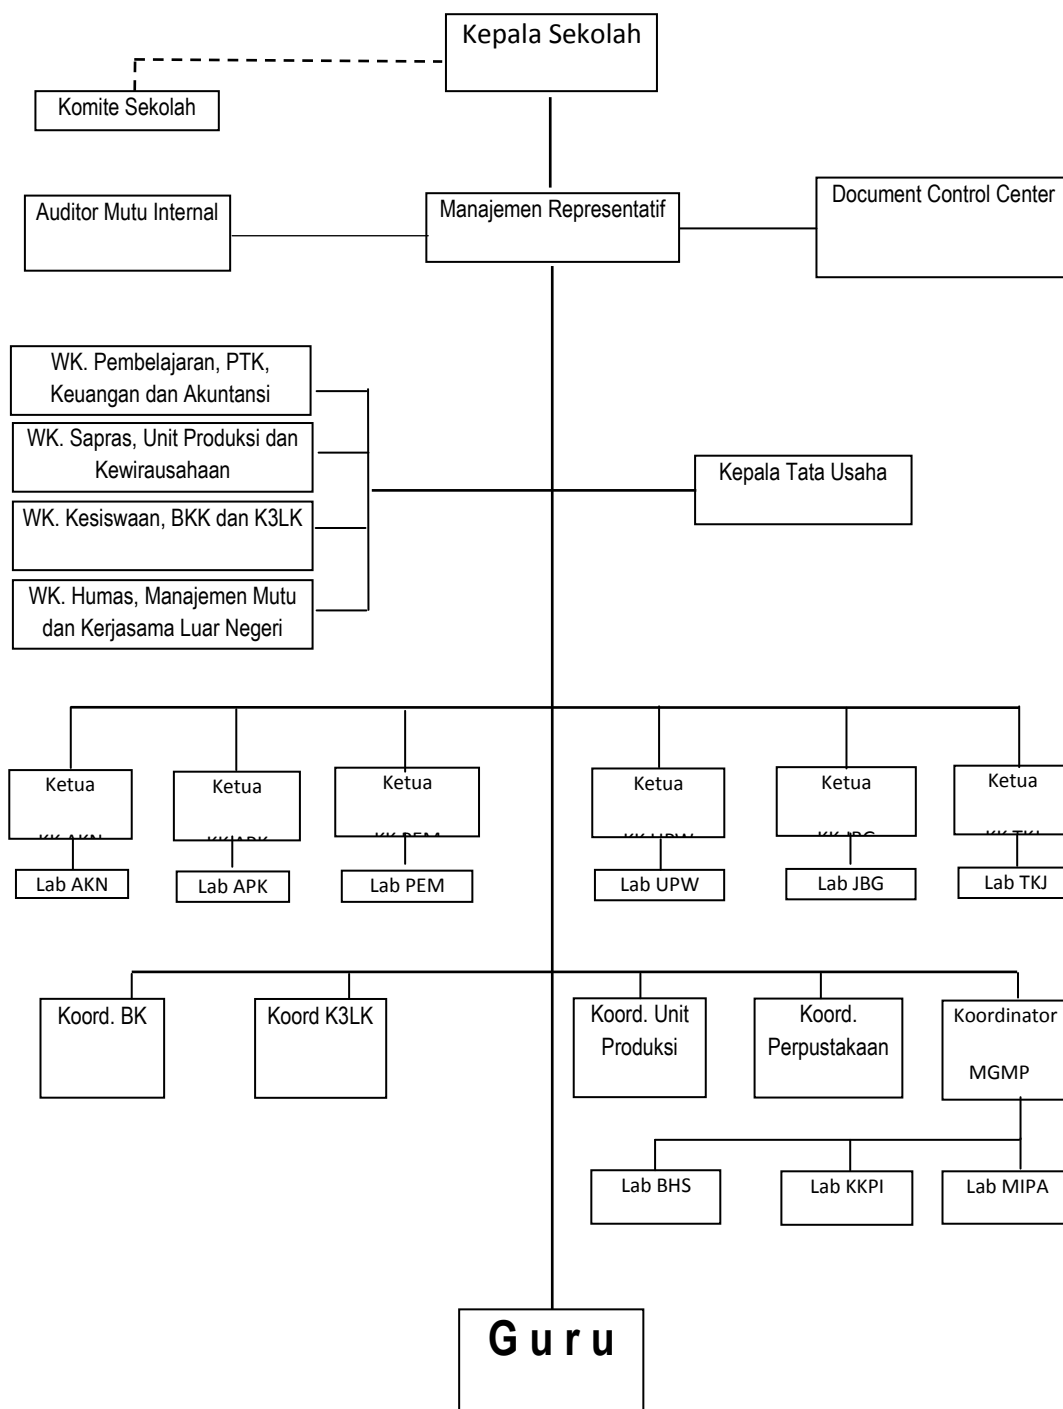 Kepala Sekolah
Komite Sekolah
Auditor Mutu Internal
Manajemen Representatif
Document Control Center
WK. Pembelajaran, PTK,
Keuangan dan Akuntansi
WK. Sapras, Unit Produksi dan
Kewirausahaan
WK. Kesiswaan, BKK dan K3LK
WK. Humas, Manajemen Mutu
dan Kerjasama Luar Negeri
Kepala Tata Usaha
Ketua
Ketua
Ketua
Ketua
Ketua
Ketua
Lab AKN
Lab APK
Lab PEM
Lab UPW
Lab JBG
Lab TKJ
Koord. BK
Koord K3LK
Koord. Unit
Produksi
Koord.
Perpustakaan
Koordinator
MGMP
Lab BHS
Lab KKPI
Lab MIPA
G u r u